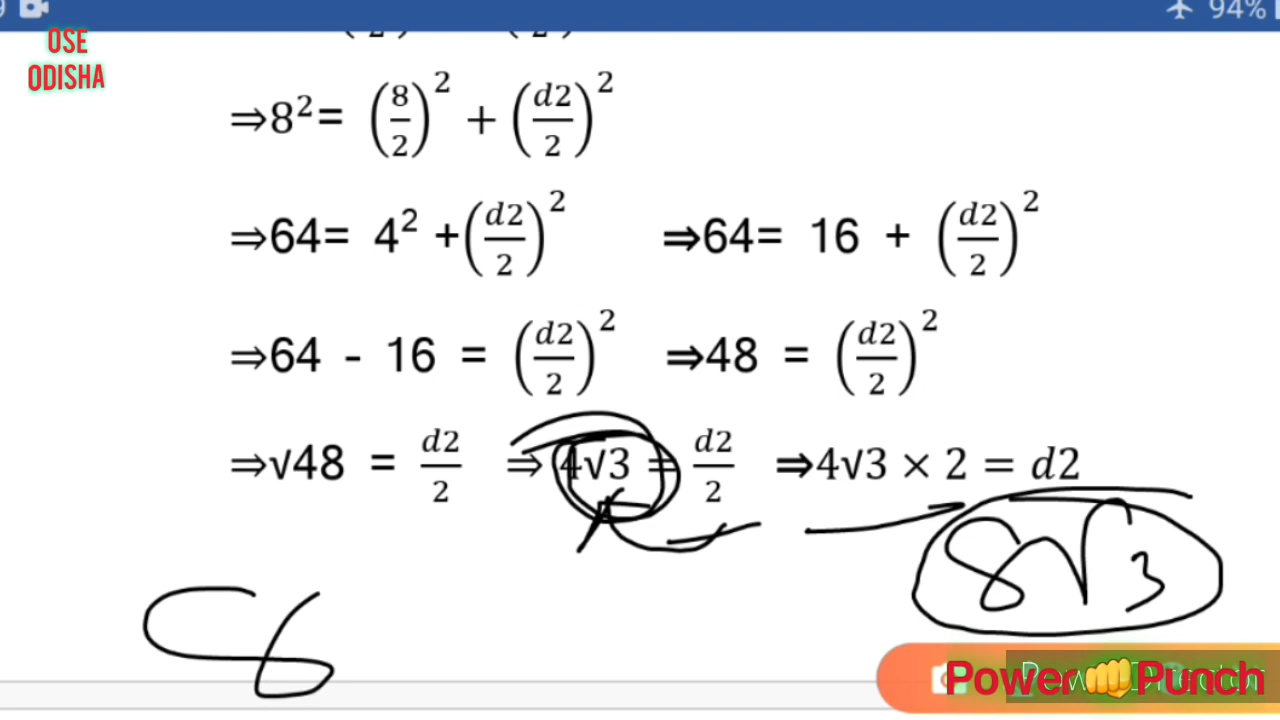 94%
OSE
ODISHA
⇒8²= (8/2)² + (d2/2)²
⇒64= 4² +(d2/2)² ⇒64= 16 + (d2/2)²
⇒64 - 16 = (d2/2)² ⇒48 = (d2/2)²
⇒√48 = d2/2 ⇒ 4√3 = d2/2 ⇒4√3 × 2 = d2
8√3
8
Power Punch